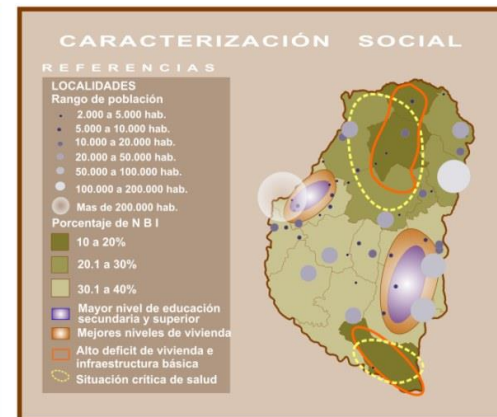 CARACTERIZACIÓN SOCIAL
REFERENCIAS
LOCALIDADES
Rango de población
2.000 a 5.000 hab.
5.000 a 10.000 hab.
10.000 a 20.000 hab.
20.000 a 50.000 hab.
50.000 a 100.000 hab.
100.000 a 200.000 hab.
Mas de 200.000 hab.
Porcentaje de N B I
10 a 20%
20.1 a 30%
30.1 a 40%
Mayor nivel de educación
secundaria y superior
Mejores niveles de vivienda
Alto deficit de vivienda e
infraestructura básica
Situación crítica de salud